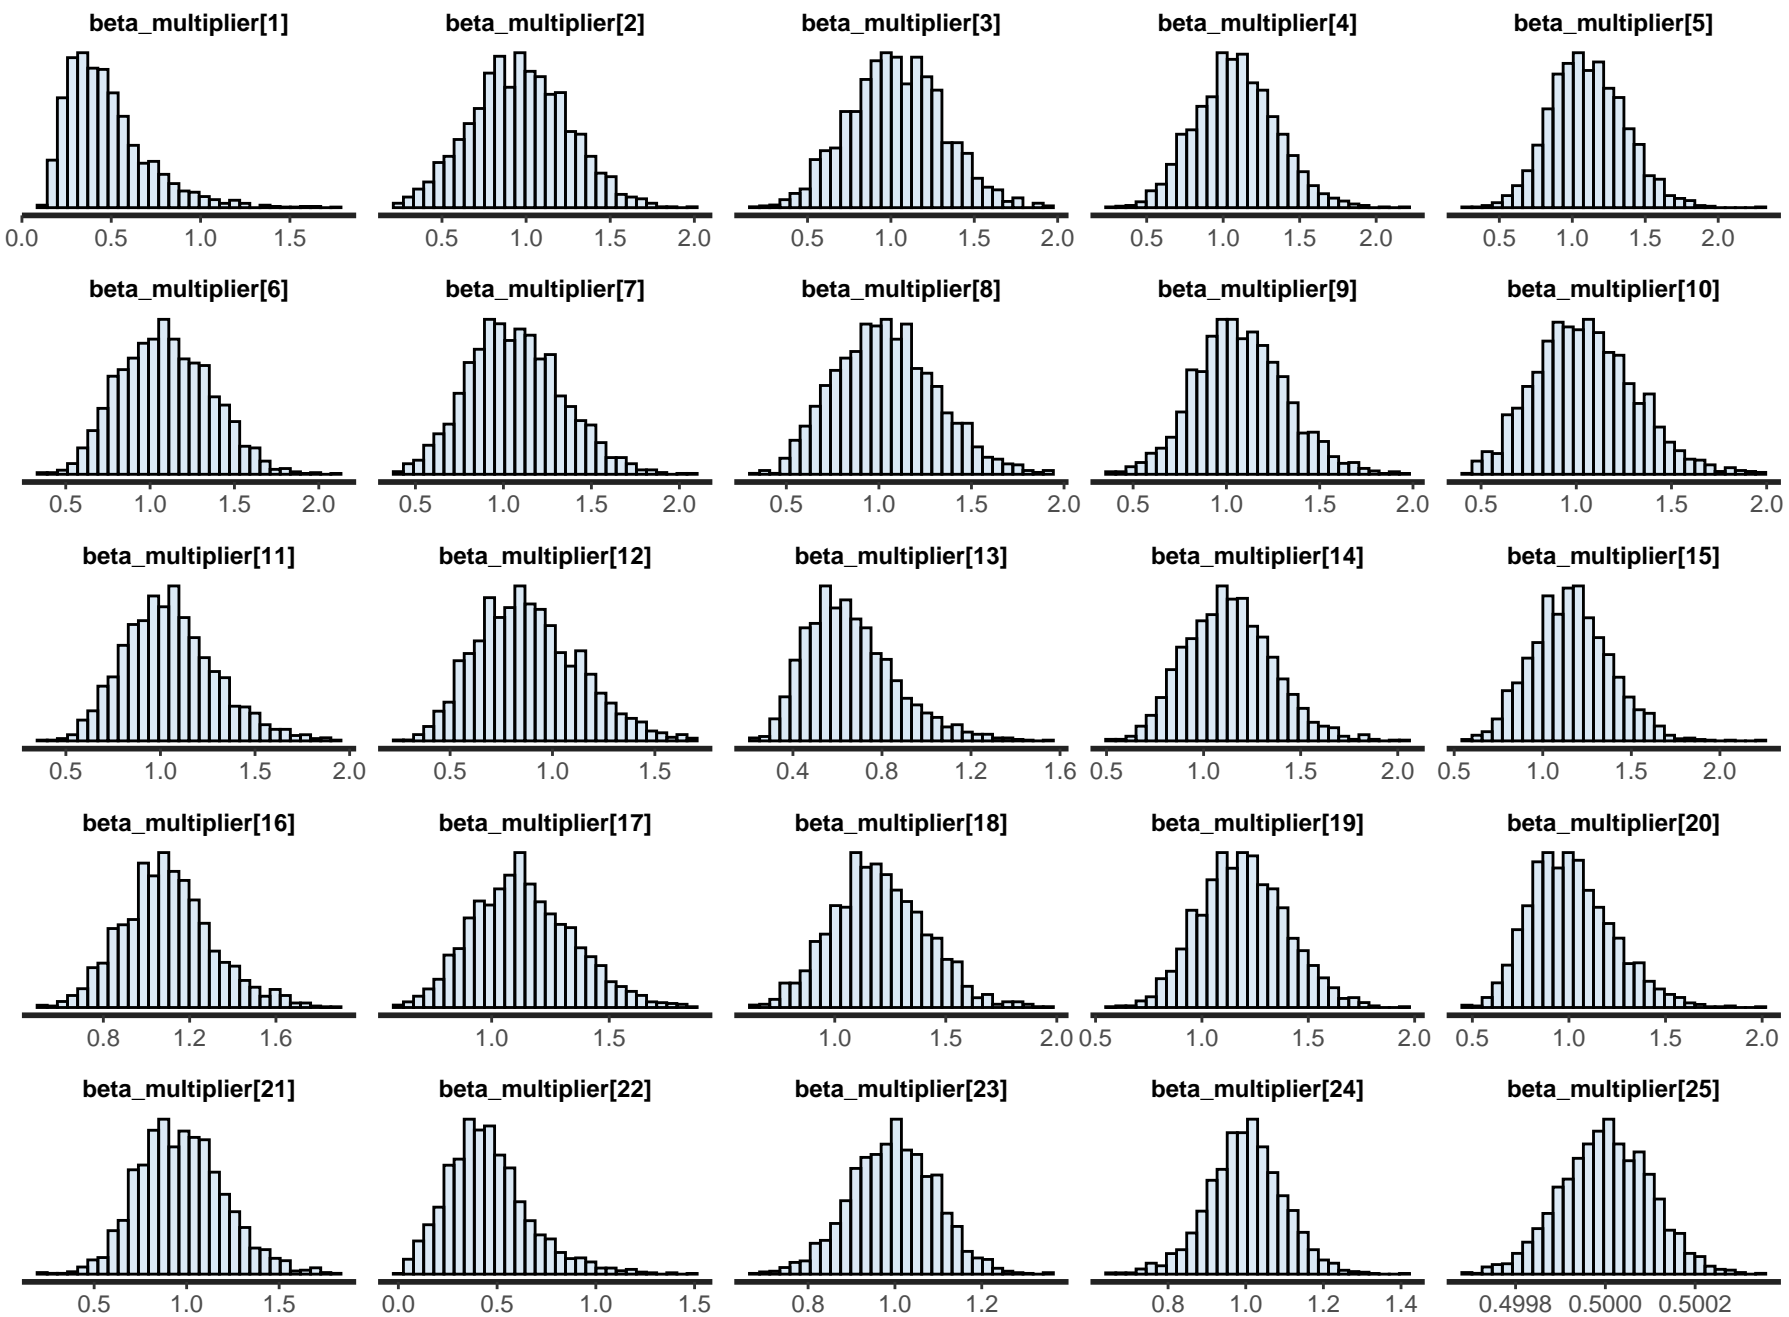 beta_multiplier[1] beta_multiplier[2] beta_multiplier[3] beta_multiplier[4] beta_multiplier[5]
0.0 0.5 1.0 1.5 0.5 1.0 1.5 2.0 0.5 1.0 1.5 2.0 0.5 1.0 1.5 2.0 0.5 1.0 1.5 2.0
beta_multiplier[6] beta_multiplier[7] beta_multiplier[8] beta_multiplier[9] beta_multiplier[10]
0.5 1.0 1.5 2.0 0.5 1.0 1.5 2.0 0.5 1.0 1.5 2.0 0.5 1.0 1.5 2.0 0.5 1.0 1.5 2.0
beta_multiplier[11] beta_multiplier[12] beta_multiplier[13] beta_multiplier[14] beta_multiplier[15]
0.5 1.0 1.5 2.0 0.5 1.0 1.5 0.4 0.8 1.2 1.6 0.5 1.0 1.5 2.0 0.5 1.0 1.5 2.0
beta_multiplier[16] beta_multiplier[17] beta_multiplier[18] beta_multiplier[19] beta_multiplier[20]
0.8 1.2 1.6 1.0 1.5 1.0 1.5 2.0 0.5 1.0 1.5 2.0 0.5 1.0 1.5 2.0
beta_multiplier[21] beta_multiplier[22] beta_multiplier[23] beta_multiplier[24] beta_multiplier[25]
0.5 1.0 1.5 0.0 0.5 1.0 1.5 0.8 1.0 1.2 0.8 1.0 1.2 1.4 0.4998 0.5000 0.5002